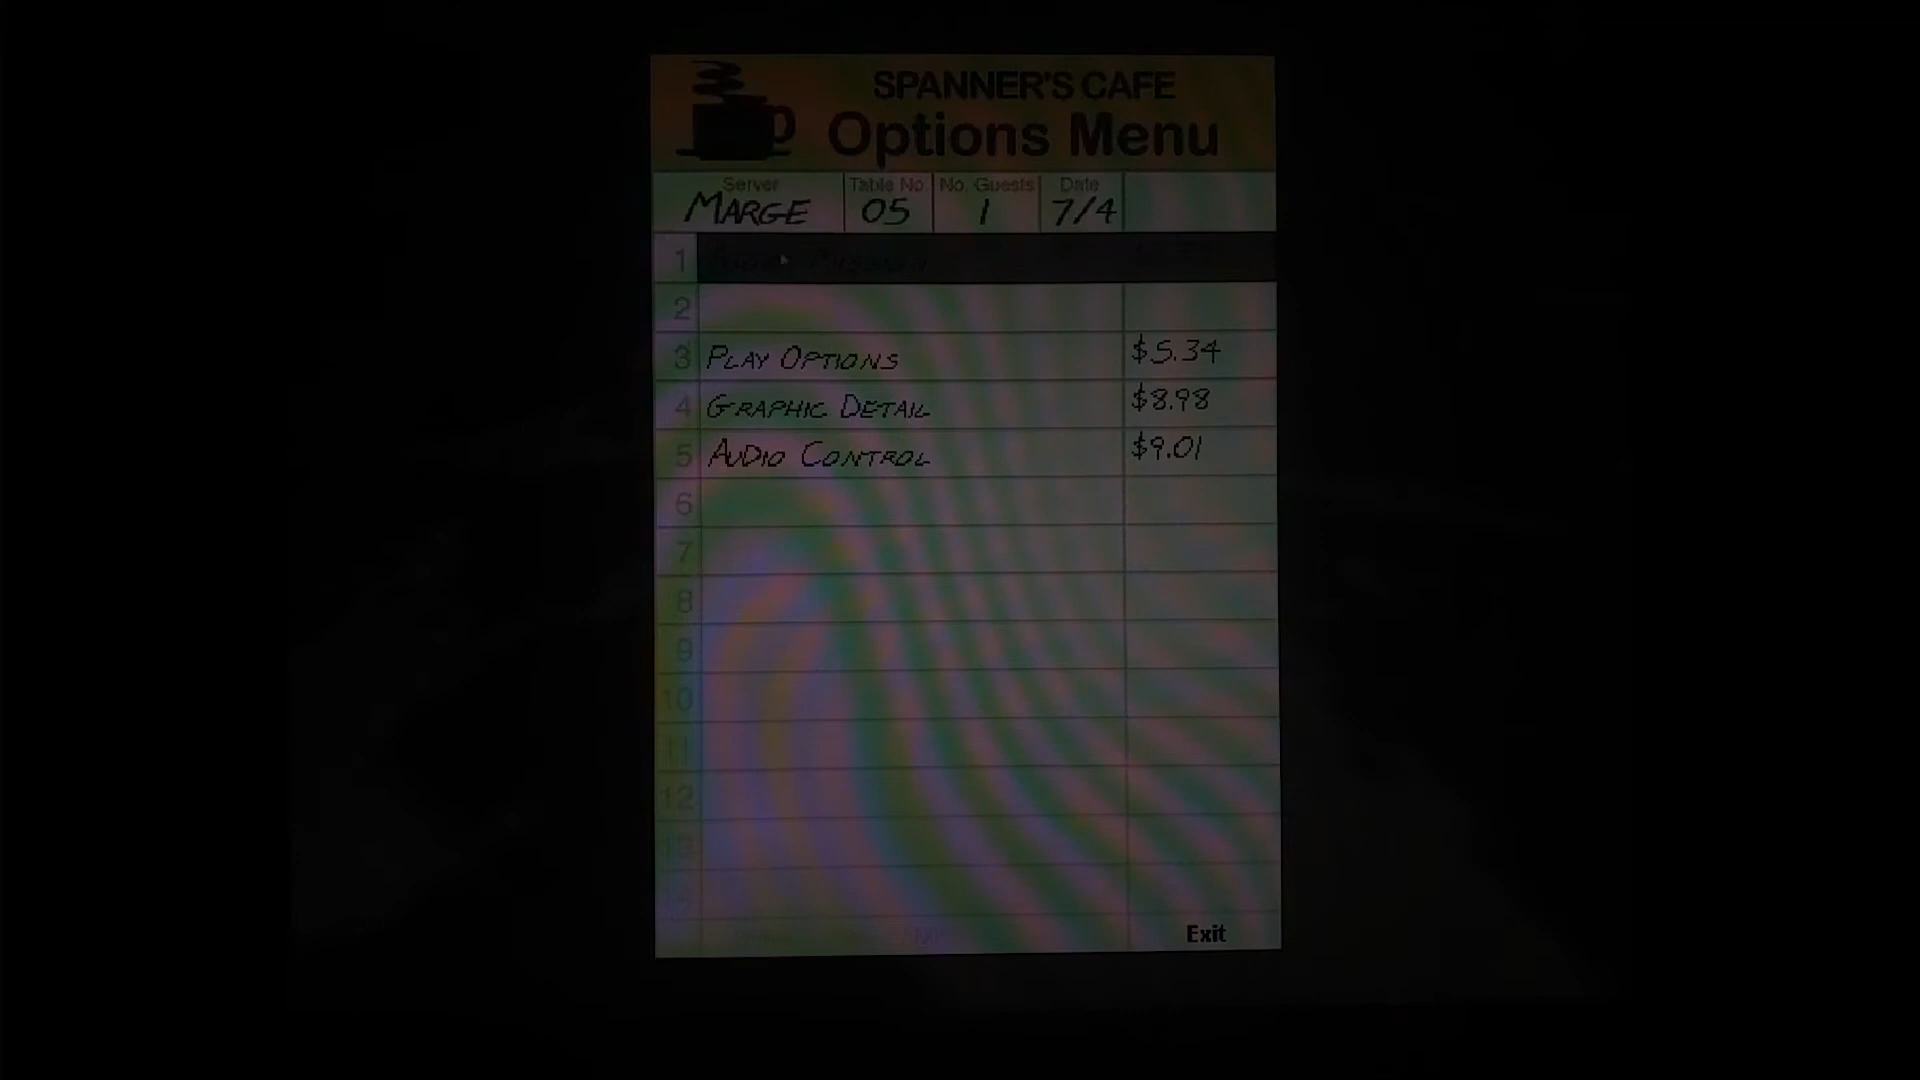 SPANNER'S CAFE
Options Menu
Server Table No. No. Guests Date
MARGE 05 1 7/4
1
2
3 PLAY OPTIONS $5.34
4 GRAPHIC DETAIL $8.98
5 AUDIO CONTROL $9.01
6
7
8
9
10
11
12
13
Exit